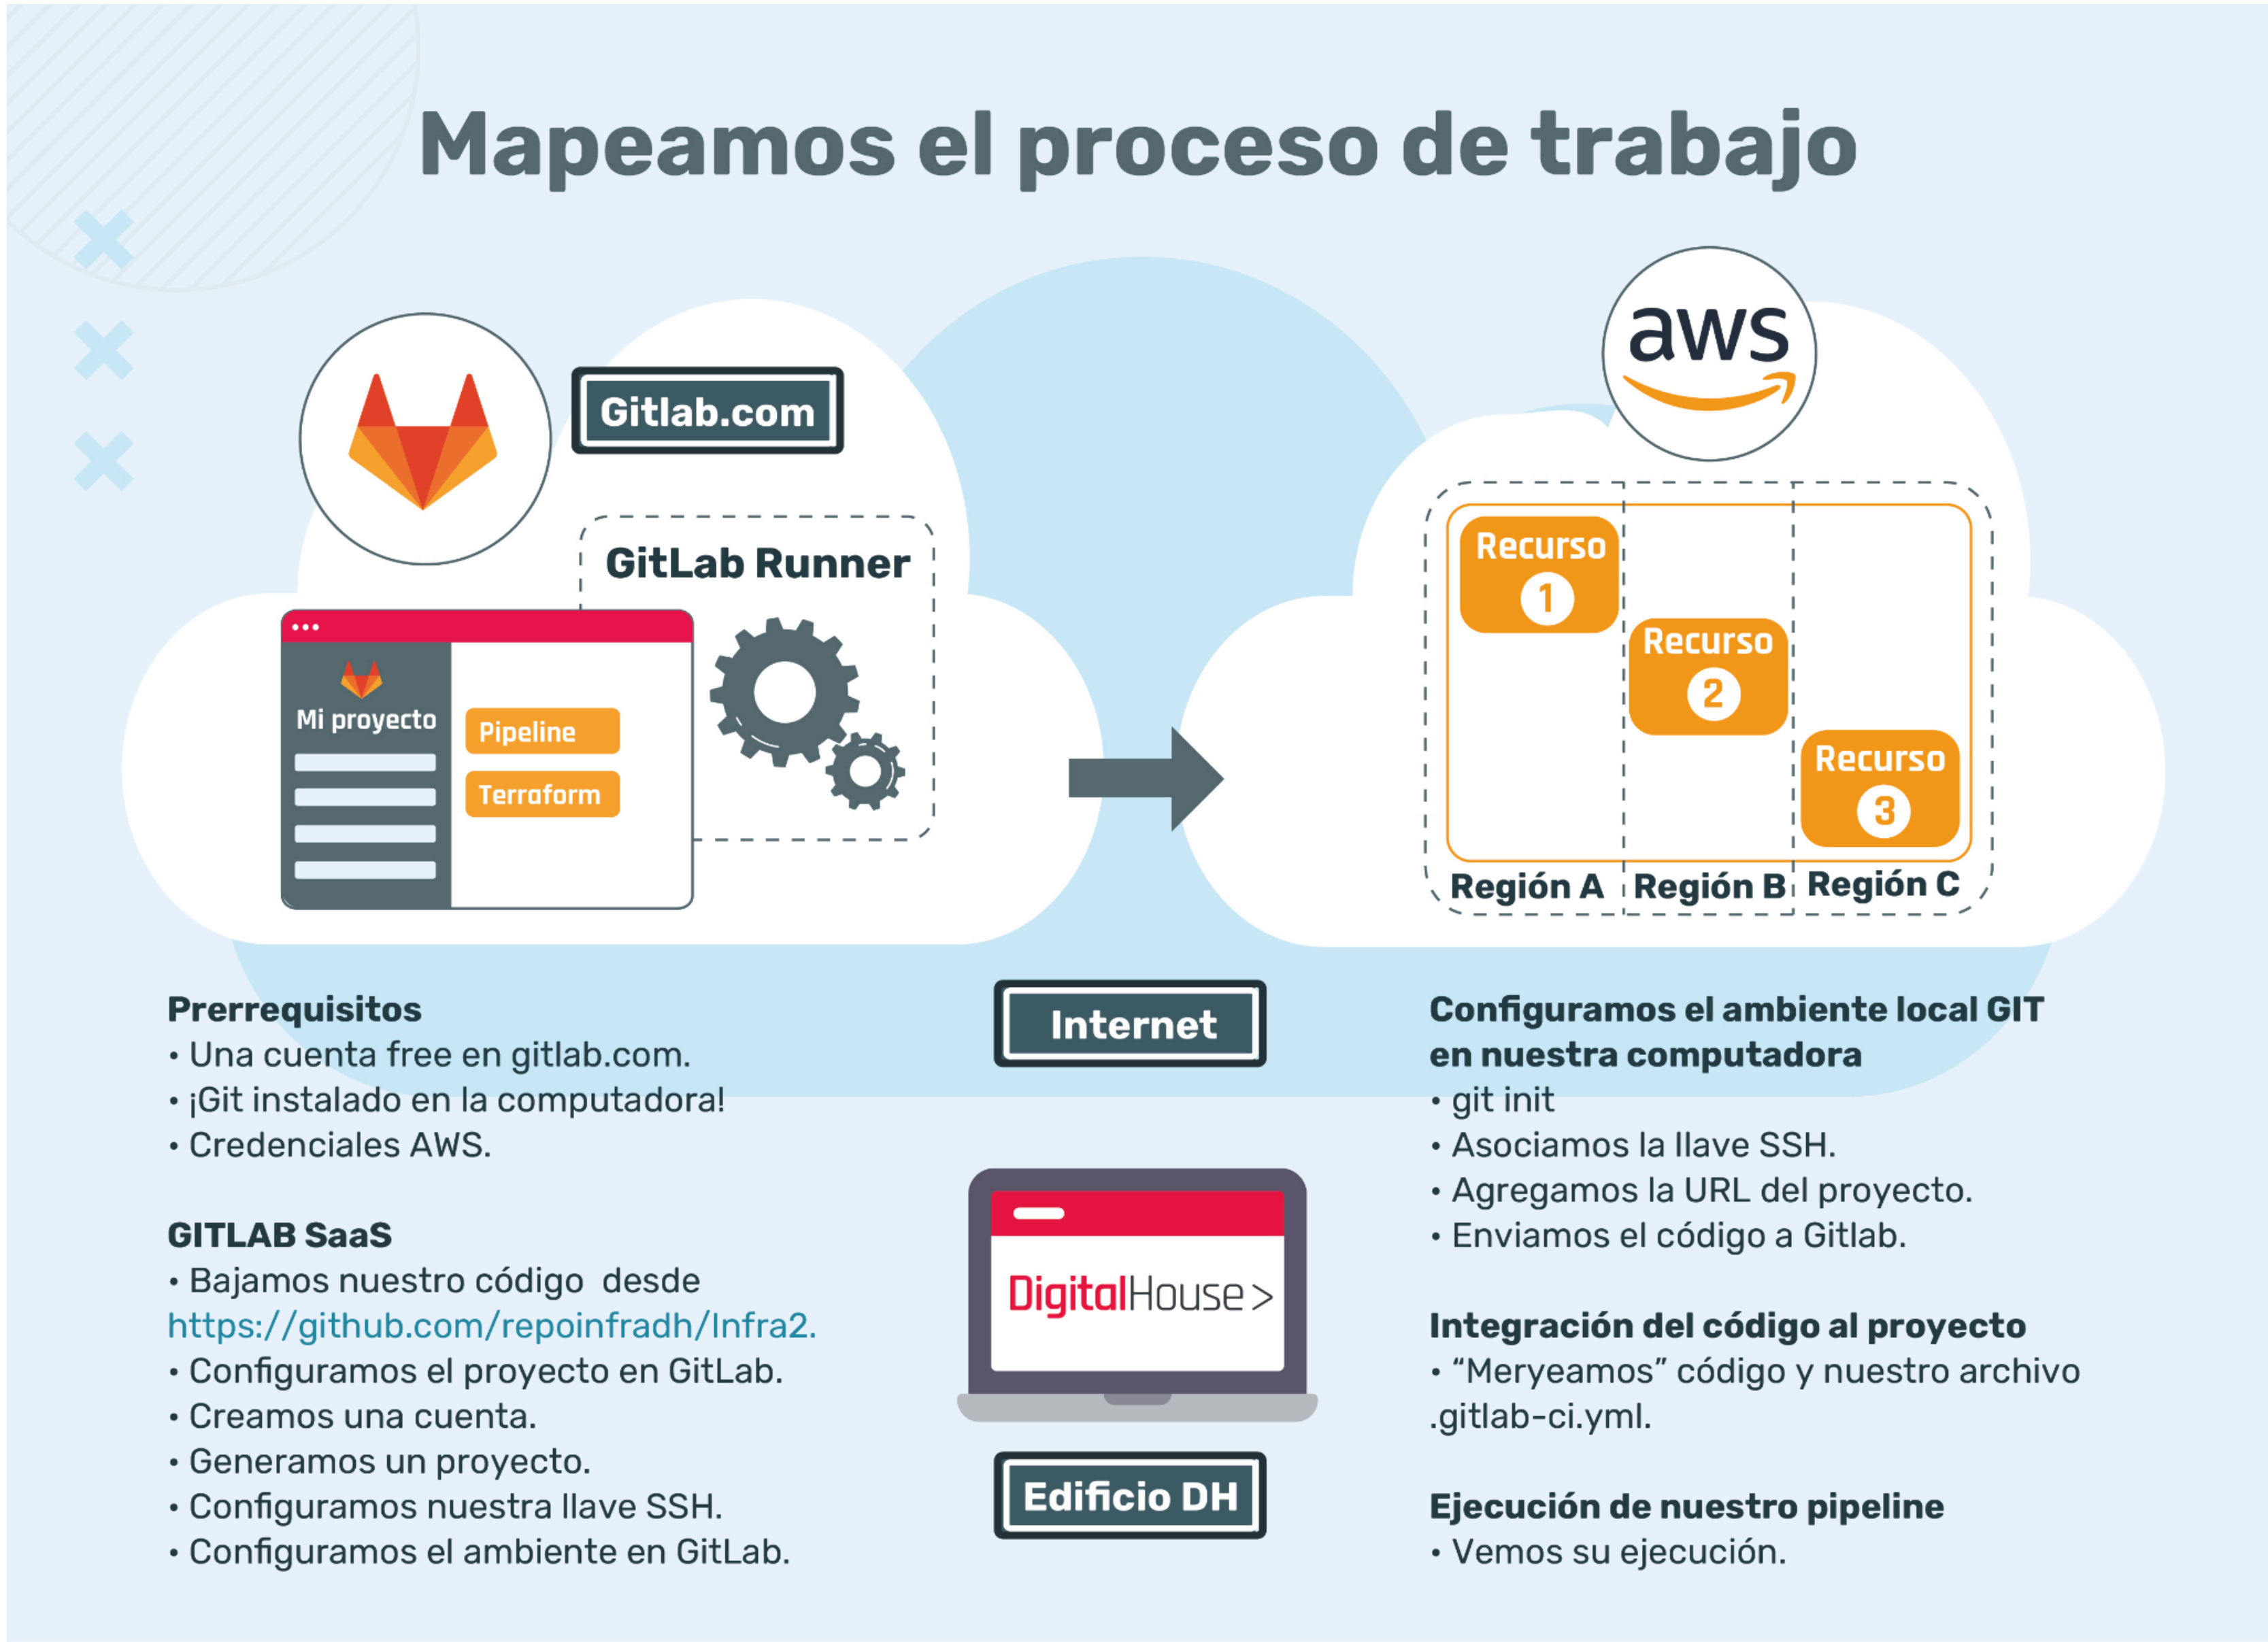 Mapeamos el proceso de trabajo
Gitlab.com
GitLab Runner
Mi proyecto
Pipeline
Terraform
aws
Recurso
1
Recurso
2
Recurso
3
Región A
Región B
Región C
Prerrequisitos
• Una cuenta free en gitlab.com.
• ¡Git instalado en la computadora!
• Credenciales AWS.
GITLAB SaaS
• Bajamos nuestro código desde
https://github.com/repoinfradh/Infra2.
• Configuramos el proyecto en GitLab.
• Creamos una cuenta.
• Generamos un proyecto.
• Configuramos nuestra llave SSH.
• Configuramos el ambiente en GitLab.
Internet
DigitalHouse>
Edificio DH
Configuramos el ambiente local GIT
en nuestra computadora
• git init
• Asociamos la llave SSH.
• Agregamos la URL del proyecto.
• Enviamos el código a Gitlab.
Integración del código al proyecto
• “Meryeamos” código y nuestro archivo
.gitlab-ci.yml.
Ejecución de nuestro pipeline
• Vemos su ejecución.